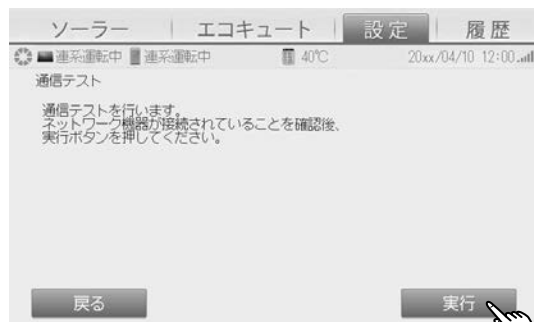 ソーラー エコキュート 設定 履歴
連系運転中 連系運転中 40℃ 20xx/04/10 12:00
通信テスト
通信テストを行います。
ネットワーク機器が接続されていることを確認後、
実行ボタンを押してください。
戻る 実行